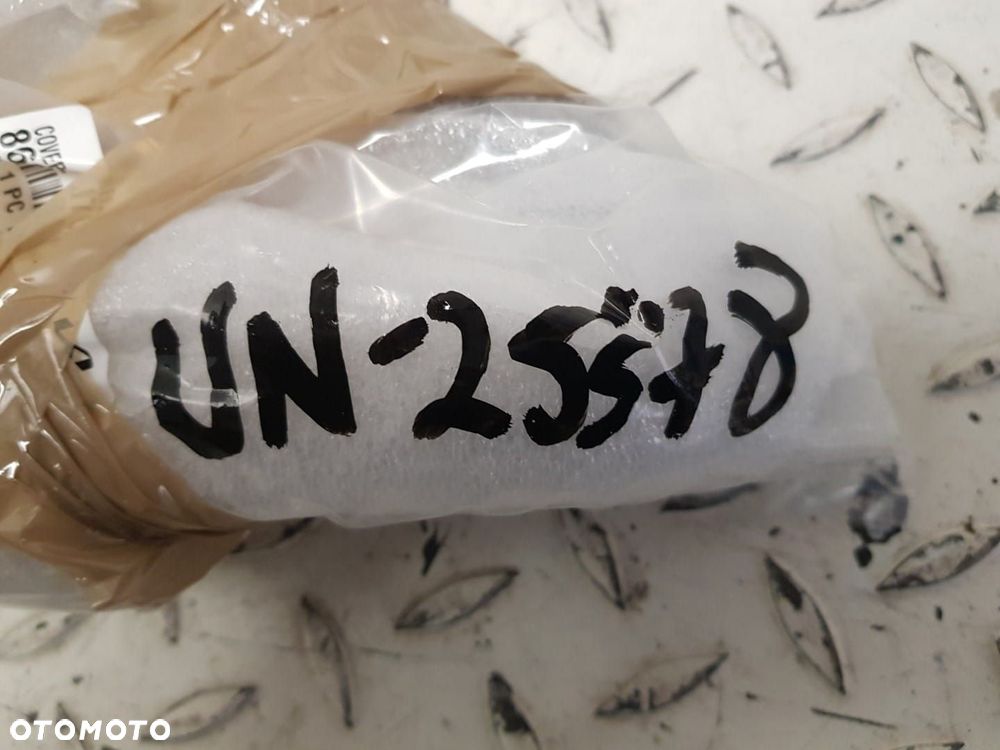 COVER
86
1 PC
UN-25578
OTOMOTO